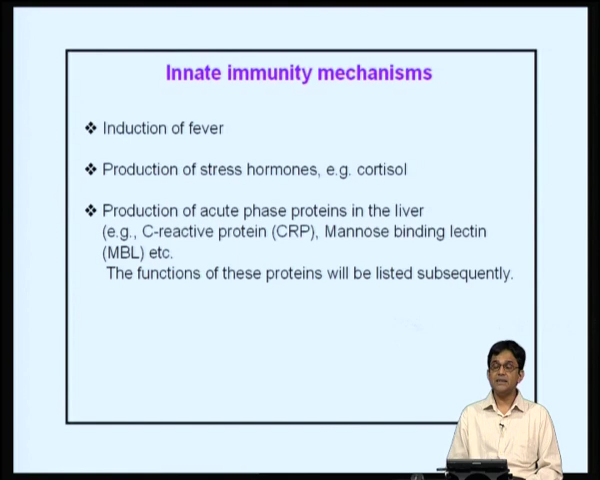 Innate immunity mechanisms
❖ Induction of fever
❖ Production of stress hormones, e.g. cortisol
❖ Production of acute phase proteins in the liver
(e.g., C-reactive protein (CRP), Mannose binding lectin
(MBL) etc.
The functions of these proteins will be listed subsequently.